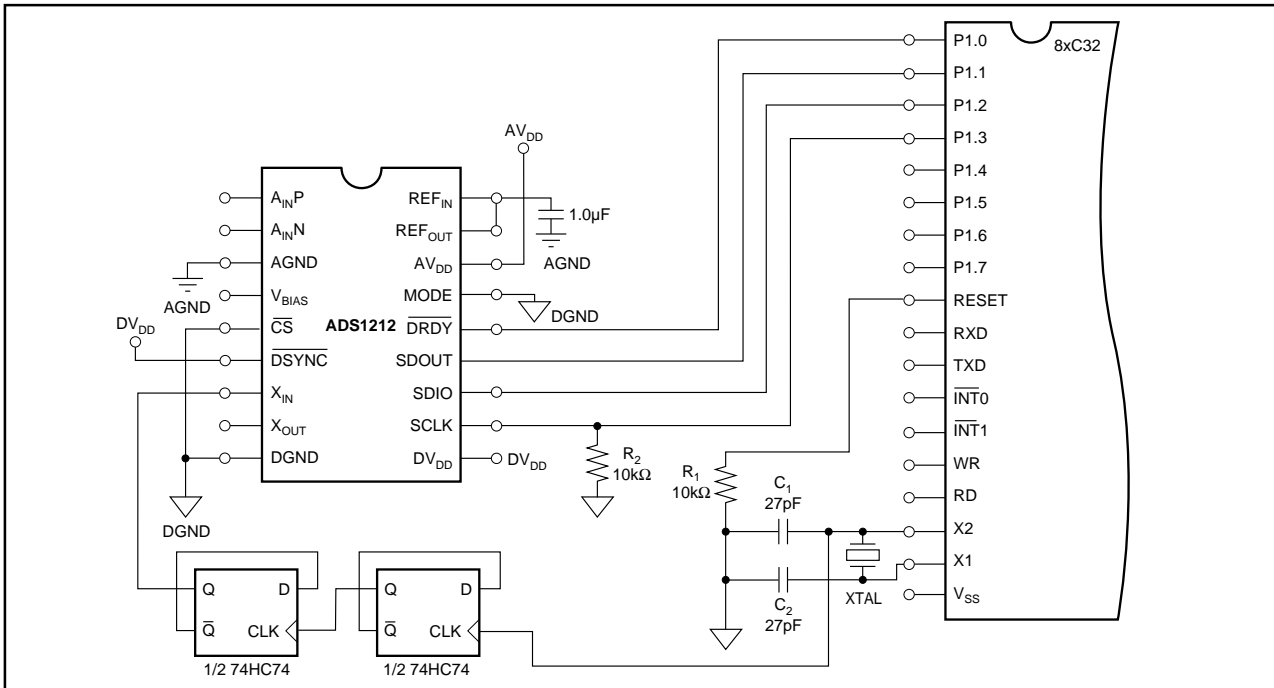 8xC32
P1.0
P1.1
P1.2
P1.3
P1.4
P1.5
P1.6
P1.7
RESET
RXD
TXD
INT0
INT1
WR
RD
X2
X1
VSS
AVDD
AINP
AINN
AGND
VBIAS
CS
DSYNC
XIN
XOUT
DGND
ADS1212
REFIN
REFOUT
AVDD
MODE
DRDY
SDOUT
SDIO
SCLK
DVDD
1.0µF
AGND
DGND
AGND
DVDD
DVDD
DGND
R2
10kΩ
R1
10kΩ
C1
27pF
C2
27pF
XTAL
Q
D
Q
CLK
1/2 74HC74
Q
D
Q
CLK
1/2 74HC74